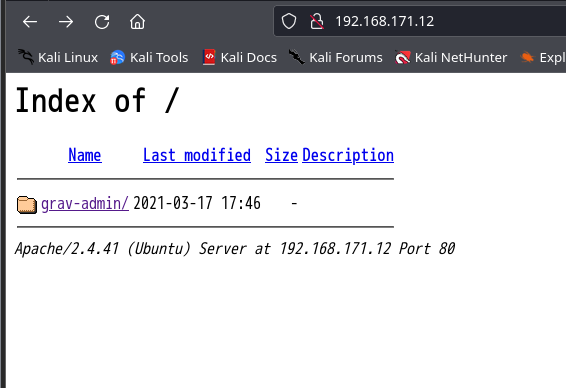 192.168.171.12
Kali Linux Kali Tools Kali Docs Kali Forums Kali NetHunter Expl
Index of /
Name Last modified Size Description
grav-admin/ 2021-03-17 17:46 -
Apache/2.4.41 (Ubuntu) Server at 192.168.171.12 Port 80